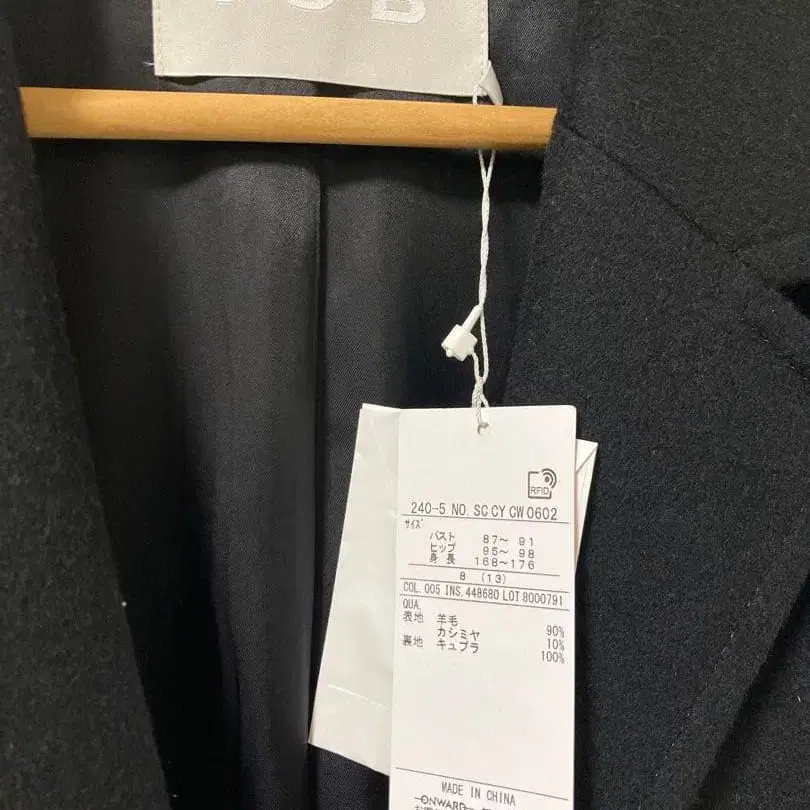 RFID
240-5 NO. SC CY CW 0602
サイズ
バスト 87～ 91
ヒップ 95～ 98
身 長 168～176
8 (13)
COL. 005 INS. 448680 LOT 8000791
QUA.
表地 羊毛 90%
カシミヤ 10%
裏地 キュプラ 100%
MADE IN CHINA
ONWARD